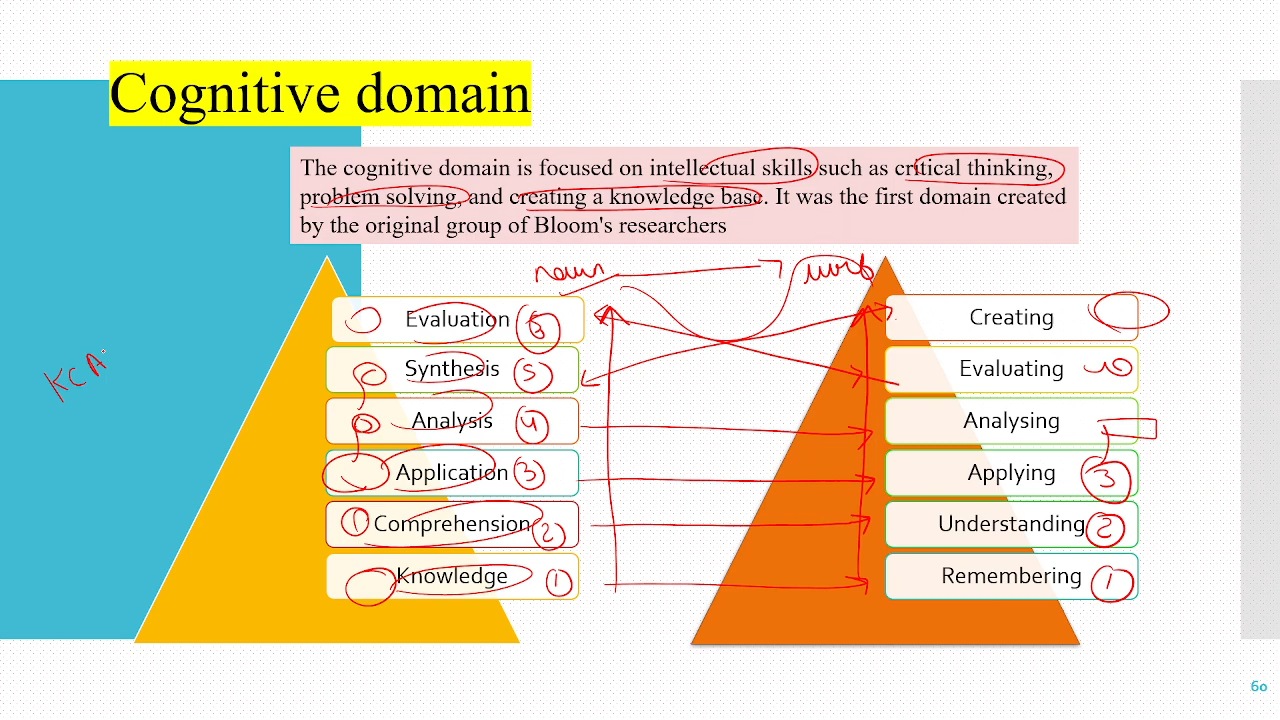 Cognitive domain
The cognitive domain is focused on intellectual skills such as critical thinking,
problem solving, and creating a knowledge base. It was the first domain created
by the original group of Bloom's researchers
noun
verb
Evaluation 6
Synthesis 5
Analysis 4
Application 3
① Comprehension 2
Knowledge 1
Creating
Evaluating
Analysing
Applying 3
Understanding 2
Remembering 1
KCA
60